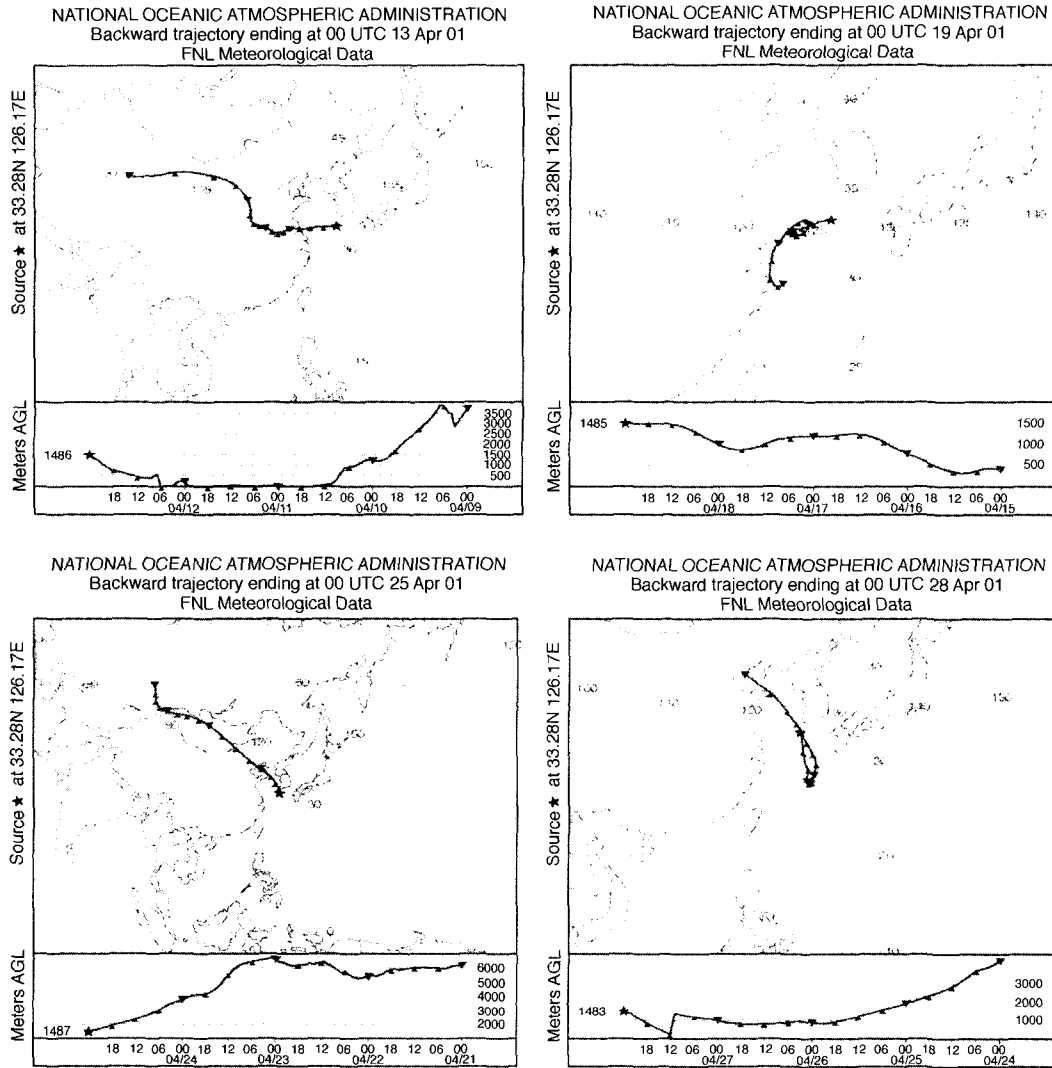 NATIONAL OCEANIC ATMOSPHERIC ADMINISTRATION
Backward trajectory ending at 00 UTC 13 Apr 01
FNL Meteorological Data
Source ★ at 33.28N 126.17E
45
150
15
Meters AGL
1486
3500
3000
2500
2000
1500
1000
500
18 12 06 00 18 12 06 00 18 12 06 00 18 12 06 00
04/12 04/11 04/10 04/09
NATIONAL OCEANIC ATMOSPHERIC ADMINISTRATION
Backward trajectory ending at 00 UTC 19 Apr 01
FNL Meteorological Data
Source ★ at 33.28N 126.17E
110
35
140
25
Meters AGL
1485
1500
1000
500
18 12 06 00 18 12 06 00 18 12 06 00 18 12 06 00
04/18 04/17 04/16 04/15
NATIONAL OCEANIC ATMOSPHERIC ADMINISTRATION
Backward trajectory ending at 00 UTC 25 Apr 01
FNL Meteorological Data
Source ★ at 33.28N 126.17E
120
150
30
Meters AGL
1487
6000
5000
4000
3000
2000
18 12 06 00 18 12 06 00 18 12 06 00 18 12 06 00
04/24 04/23 04/22 04/21
NATIONAL OCEANIC ATMOSPHERIC ADMINISTRATION
Backward trajectory ending at 00 UTC 28 Apr 01
FNL Meteorological Data
Source ★ at 33.28N 126.17E
150
Meters AGL
1483
3000
2000
1000
18 12 06 00 18 12 06 00 18 12 06 00 18 12 06 00
04/27 04/26 04/25 04/24